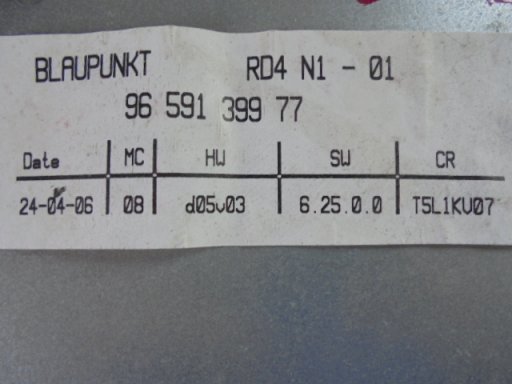 BLAUPUNKT RD4 N1 - 01
96 591 399 77
Date MC HW SW CR
24-04-06 08 d05v03 6.25.0.0 T5L1KV07